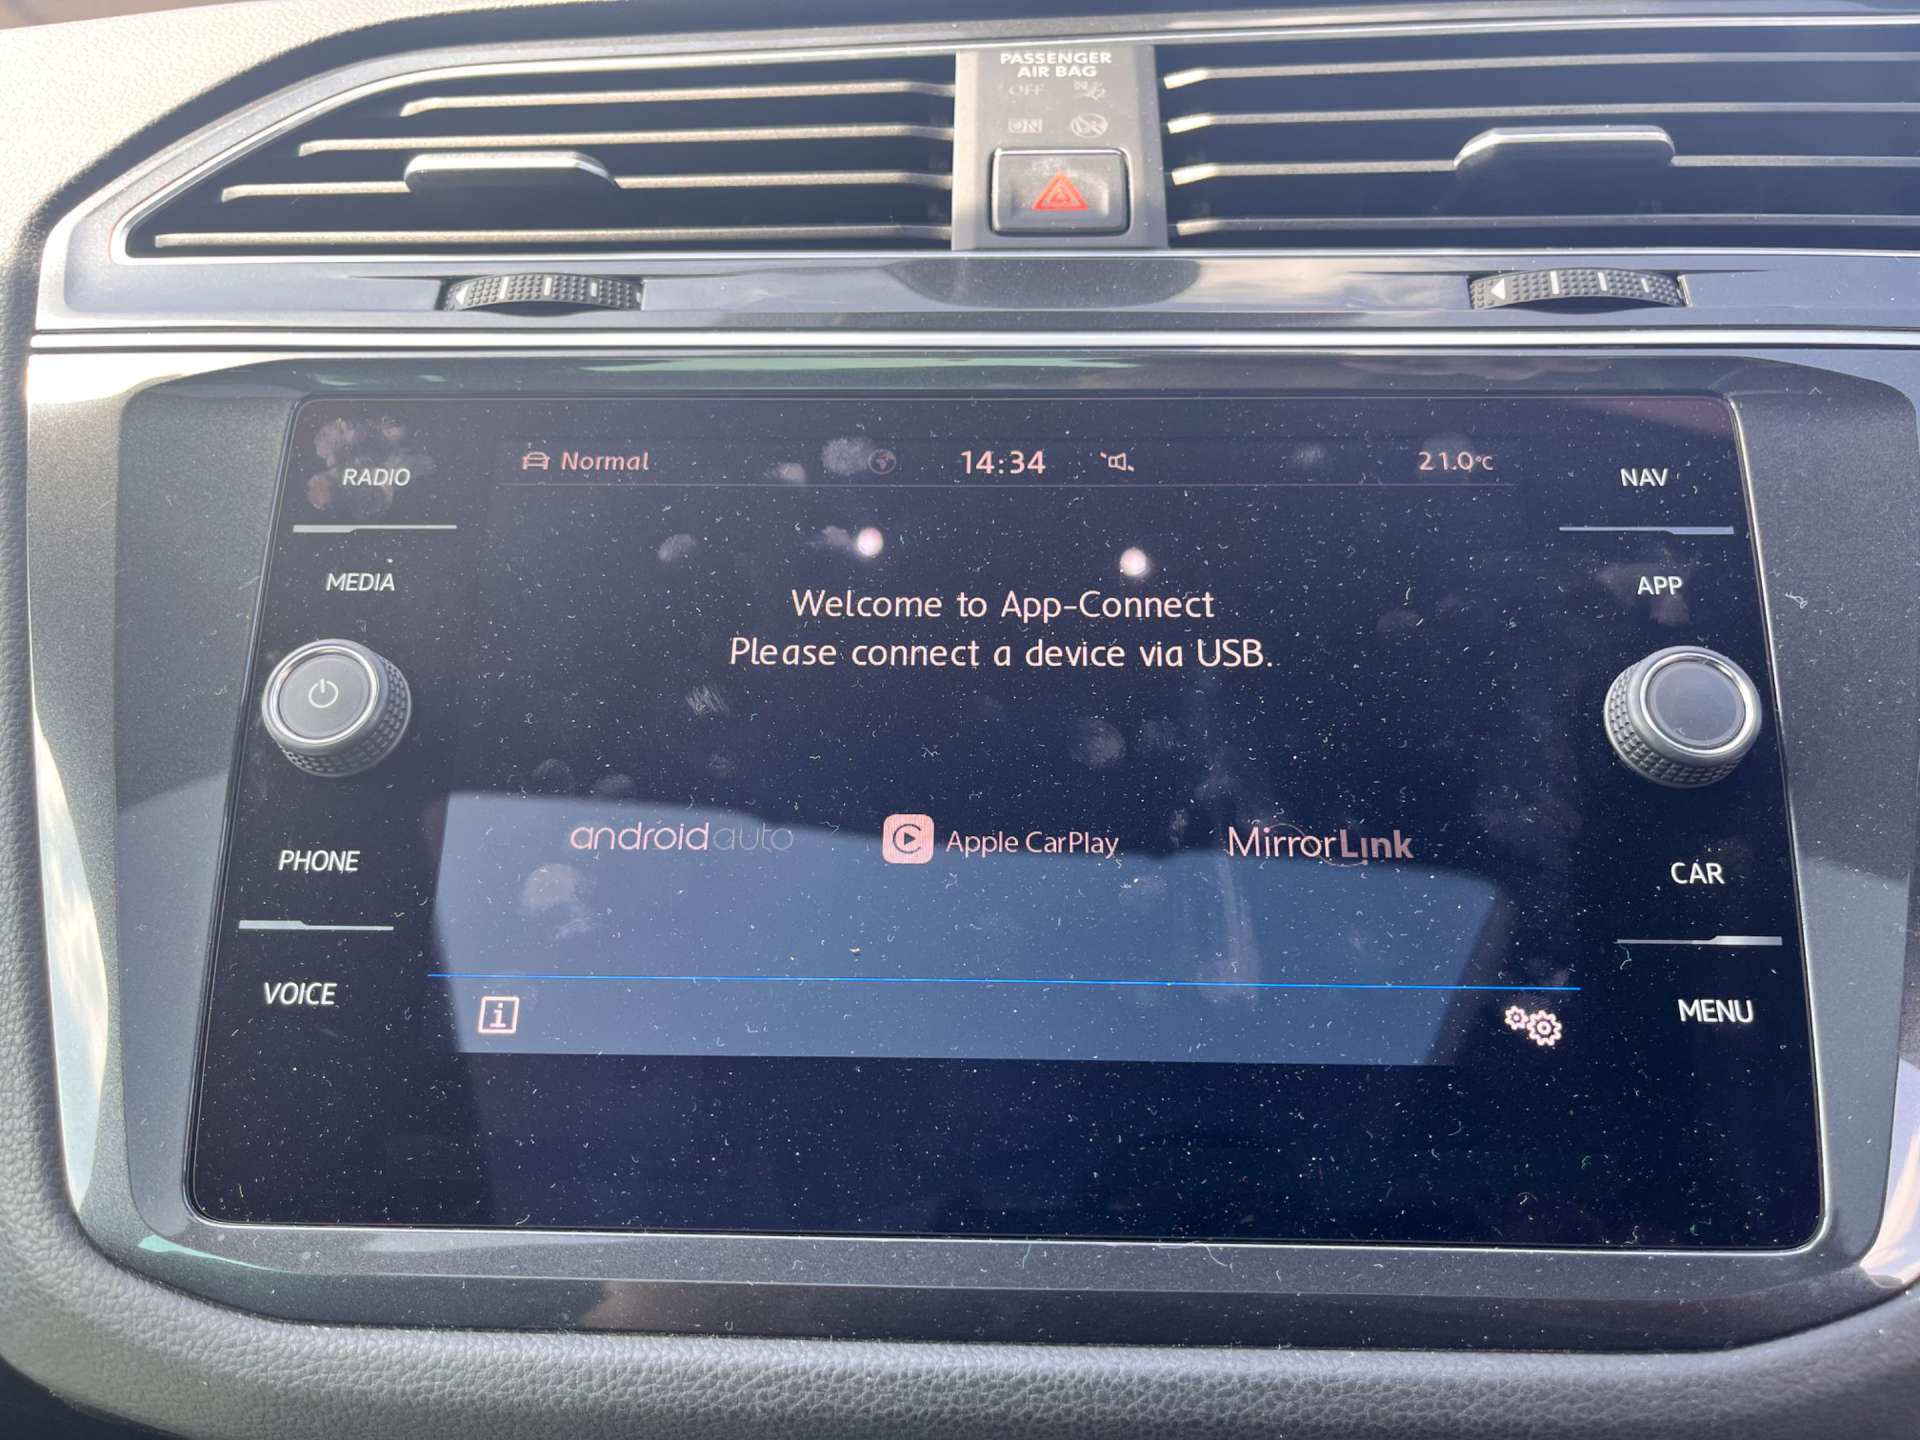 PASSENGER
AIR BAG
OFF
ON
RADIO
Normal
14:34
21.0°C
NAV
MEDIA
APP
Welcome to App-Connect
Please connect a device via USB.
androidauto
Apple CarPlay
MirrorLink
PHONE
CAR
VOICE
i
MENU